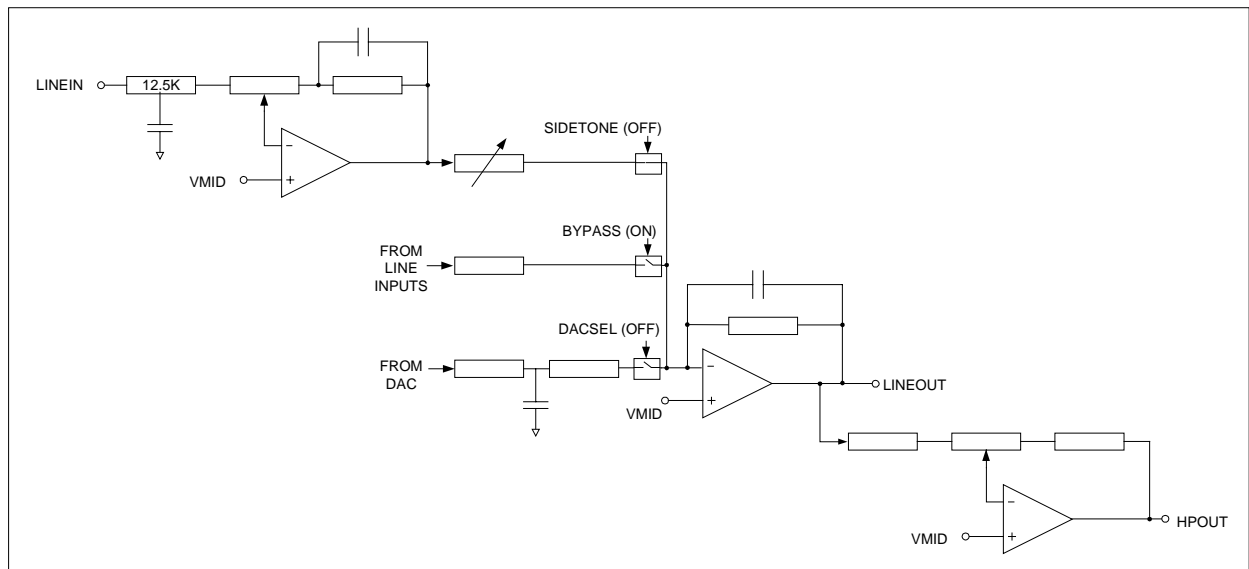 LINEIN
12.5K
VMID
SIDETONE (OFF)
BYPASS (ON)
FROM
LINE
INPUTS
DACSEL (OFF)
FROM
DAC
VMID
LINEOUT
VMID
HPOUT